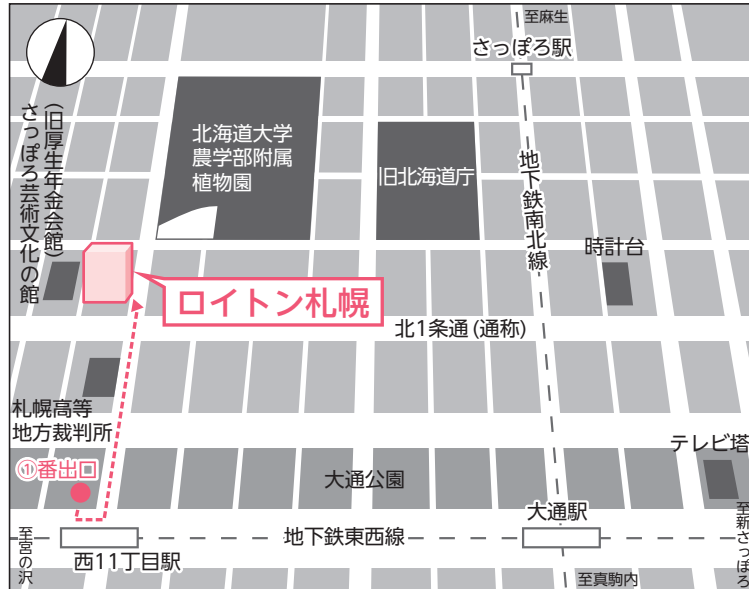 至麻生
さっぽろ駅
(旧厚生年金会館)
さっぽろ芸術文化の館
北海道大学
農学部附属
植物園
旧北海道庁
地下鉄南北線
時計台
ロイトン札幌
北1条通(通称)
札幌高等
地方裁判所
①番出口
大通公園
テレビ塔
至宮の沢
西11丁目駅
地下鉄東西線
大通駅
至新さっぽろ
至真駒内